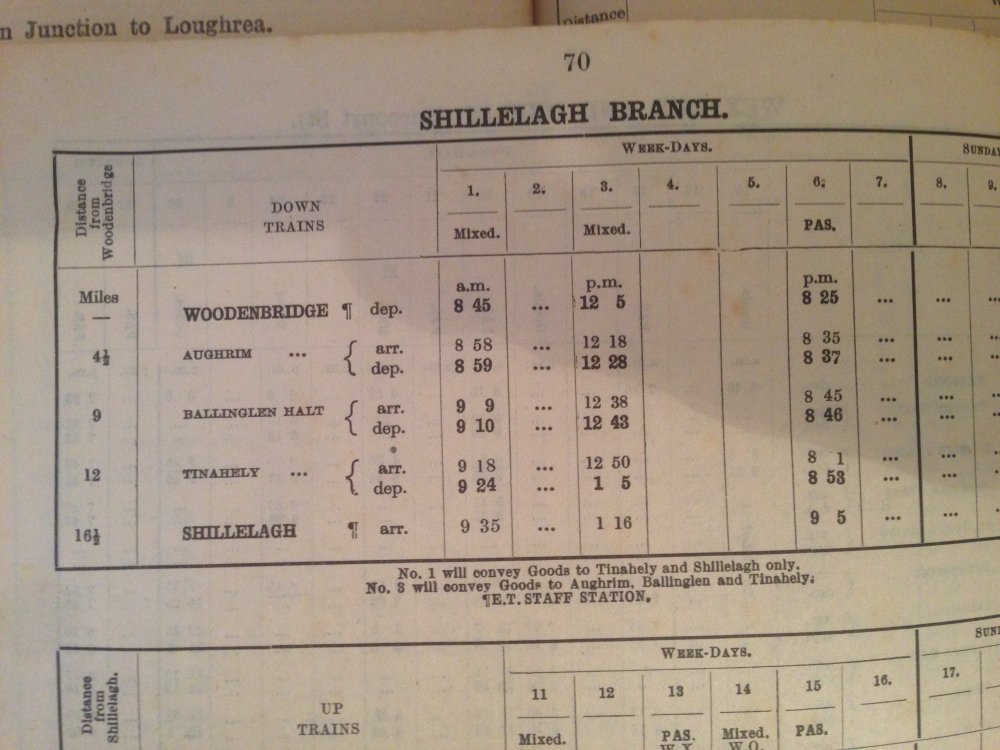 n Junction to Loughrea.
Distance
70
SHILLELAGH BRANCH.
Distance from Woodenbridge
DOWN TRAINS
WEEK-DAYS. SUNDA
1. 2. 3. 4. 5. 6. 7. 8. 9.
Mixed. Mixed. PAS.
Miles a.m. p.m. p.m.
— WOODENBRIDGE ¶ dep. 8 45 ... 12 5 8 25 ... ... ...
4½ AUGHRIM ... { arr. 8 58 ... 12 18 8 35 ... ... ...
dep. 8 59 ... 12 28 8 37 ... ... ...
9 BALLINGLEN HALT { arr. 9 9 ... 12 38 8 45 ... ... ...
dep. 9 10 ... 12 43 8 46 ... ... ...
12 TINAHELY ... { arr. 9 18 ... 12 50 8 1 ... ... ...
dep. 9 24 ... 1 5 8 53 ... ... ...
16½ SHILLELAGH ¶ arr. 9 35 ... 1 16 9 5 ... ... ...
No. 1 will convey Goods to Tinahely and Shillelagh only.
No. 3 will convey Goods to Aughrim, Ballinglen and Tinahely.
¶E.T. STAFF STATION.
Distance from Shillelagh.
UP TRAINS
WEEK-DAYS. SUN
11 12 13 14 15 16. 17.
Mixed. PAS. Mixed. PAS.
W.X. W.O.